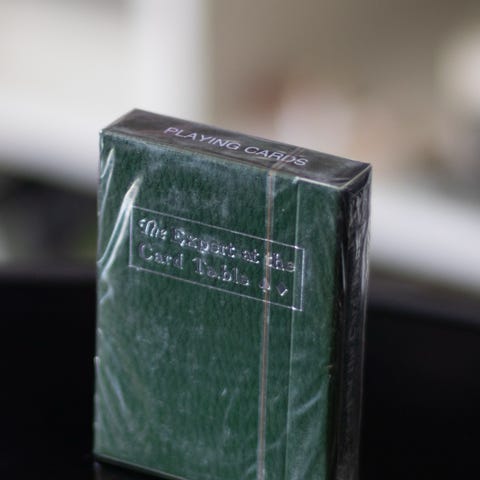 PLAYING CARDS
The Expert at the
Card Table